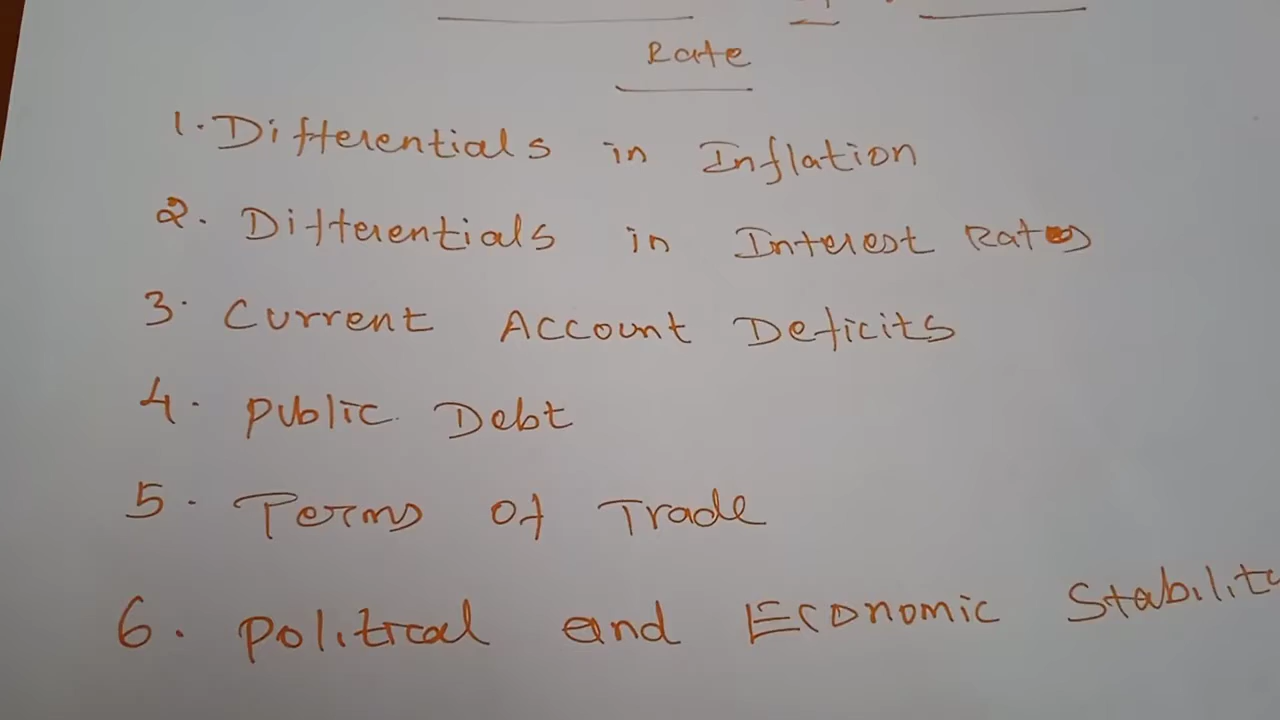 Rate
1. Differentials in Inflation
2. Differentials in Interest Rates
3. Current Account Deficits
4. Public Debt
5. Terms of Trade
6. Political and Economic Stability